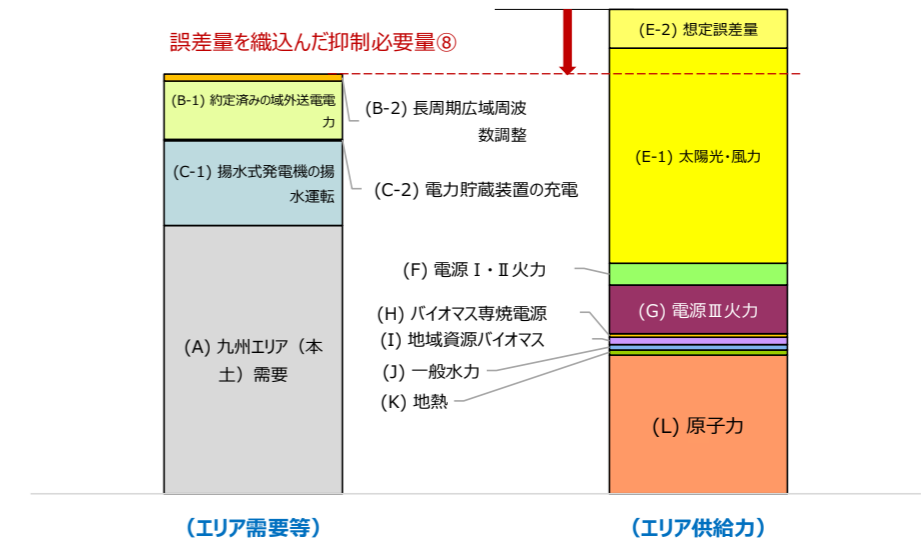 誤差量を織込んだ抑制必要量⑧
(B-1) 約定済みの域外送電電
力
(B-2) 長周期広域周波
数調整
(C-1) 揚水式発電機の揚
水運転
(C-2) 電力貯蔵装置の充電
(A) 九州エリア（本
土）需要
(E-2) 想定誤差量
(E-1) 太陽光・風力
(F) 電源Ⅰ・Ⅱ火力
(G) 電源Ⅲ火力
(H) バイオマス専焼電源
(I) 地域資源バイオマス
(J) 一般水力
(K) 地熱
(L) 原子力
（エリア需要等）
（エリア供給力）